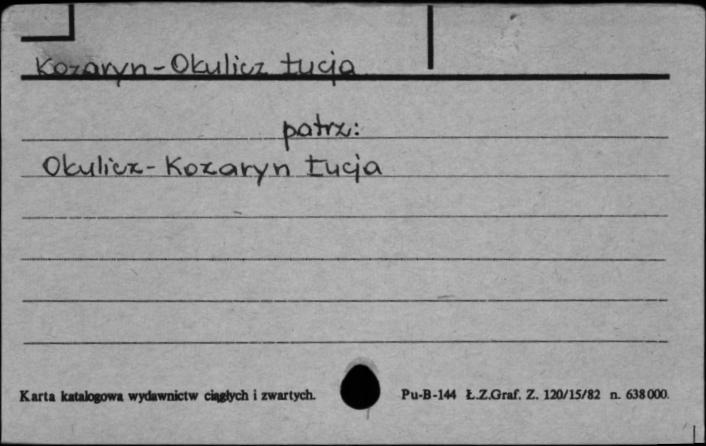 Kozaryn-Okulicz Łucja
patrz:
Okulicz-Kozaryn Łucja
Karta katalogowa wydawnictw ciągłych i zwartych. Pu-B-144 Ł.Z.Graf. Z. 120/15/82 n. 638000.